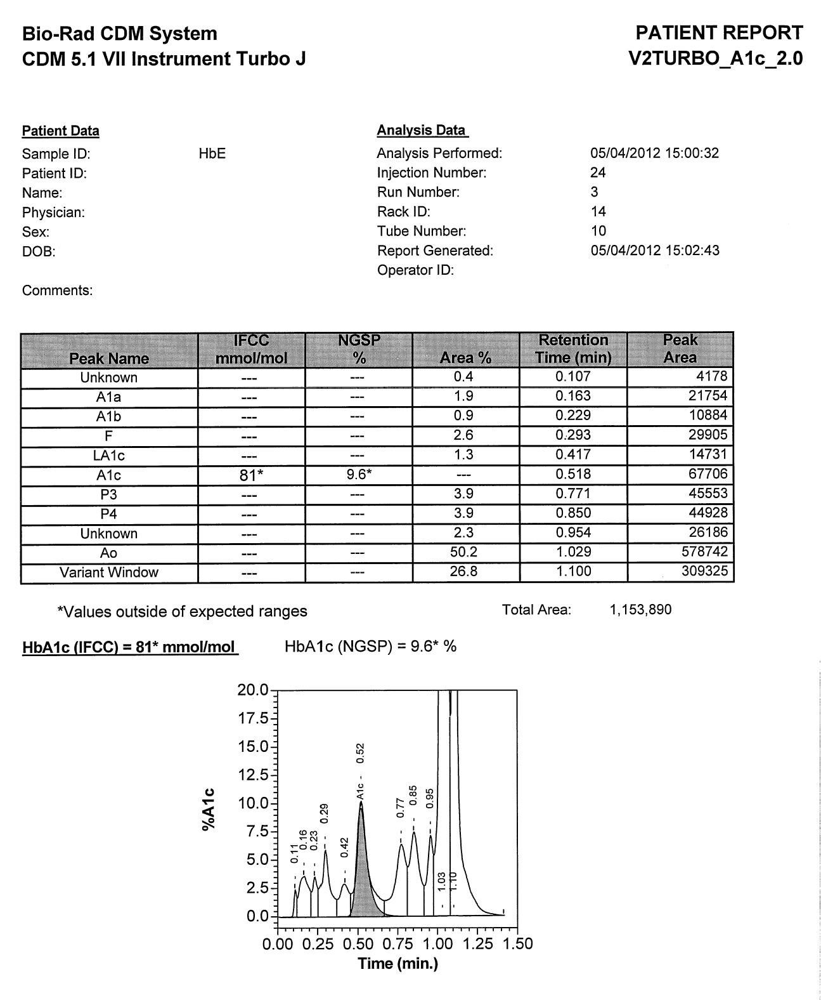 Bio-Rad CDM System
CDM 5.1 VII Instrument Turbo J
PATIENT REPORT
V2TURBO_A1c_2.0
Patient Data
Sample ID: HbE
Patient ID:
Name:
Physician:
Sex:
DOB:
Comments:
Analysis Data
Analysis Performed: 05/04/2012 15:00:32
Injection Number: 24
Run Number: 3
Rack ID: 14
Tube Number: 10
Report Generated: 05/04/2012 15:02:43
Operator ID:
Peak Name IFCC mmol/mol NGSP % Area % Retention Time (min) Peak Area
Unknown --- --- 0.4 0.107 4178
A1a --- --- 1.9 0.163 21754
A1b --- --- 0.9 0.229 10884
F --- --- 2.6 0.293 29905
LA1c --- --- 1.3 0.417 14731
A1c 81* 9.6* --- 0.518 67706
P3 --- --- 3.9 0.771 45553
P4 --- --- 3.9 0.850 44928
Unknown --- --- 2.3 0.954 26186
Ao --- --- 50.2 1.029 578742
Variant Window --- --- 26.8 1.100 309325
*Values outside of expected ranges Total Area: 1,153,890
HbA1c (IFCC) = 81* mmol/mol HbA1c (NGSP) = 9.6* %
%A1c
20.0
17.5
15.0
12.5
10.0
7.5
5.0
2.5
0.0
0.11
0.16
0.23
0.29
0.42
A1c - 0.52
0.77
0.85
0.95
1.03
1.10
0.00 0.25 0.50 0.75 1.00 1.25 1.50
Time (min.)